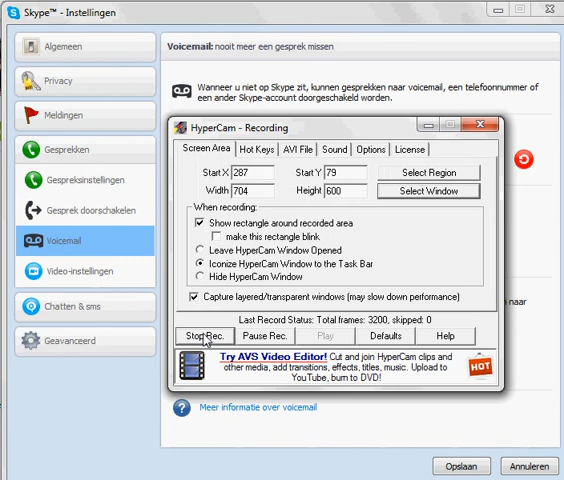 Skype™ - Instellingen
Algemeen
Privacy
Meldingen
Gesprekken
Gespreksinstellingen
Gesprek doorschakelen
Voicemail
Video-instellingen
Chatten & sms
Geavanceerd
Voicemail: nooit meer een gesprek missen
Wanneer u niet op Skype zit, kunnen gesprekken naar voicemail, een telefoonnummer of
een ander Skype-account doorgeschakeld worden.
HyperCam - Recording
Screen Area Hot Keys AVI File Sound Options License
Start X 287 Start Y 79 Select Region
Width 704 Height 600 Select Window
When recording:
Show rectangle around recorded area
make this rectangle blink
Leave HyperCam Window Opened
Iconize HyperCam Window to the Task Bar
Hide HyperCam Window
Capture layered/transparent windows (may slow down performance)
Last Record Status: Total frames: 3200, skipped: 0
Stop Rec. Pause Rec. Play Defaults Help
Try AVS Video Editor! Cut and join HyperCam clips and
other media, add transitions, effects, titles, music. Upload to
YouTube, burn to DVD!
HOT
naar
Meer informatie over voicemail
Opslaan Annuleren